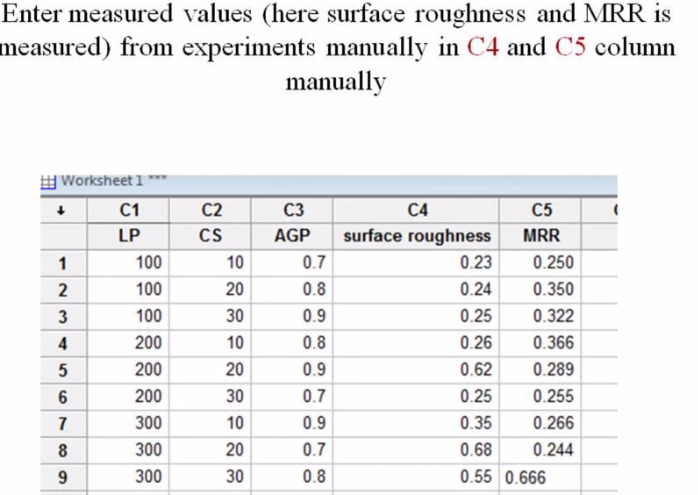 Enter measured values (here surface roughness and MRR is
measured) from experiments manually in C4 and C5 column
manually
Worksheet 1 ***
↓ C1 C2 C3 C4 C5
LP CS AGP surface roughness MRR
1 100 10 0.7 0.23 0.250
2 100 20 0.8 0.24 0.350
3 100 30 0.9 0.25 0.322
4 200 10 0.8 0.26 0.366
5 200 20 0.9 0.62 0.289
6 200 30 0.7 0.25 0.255
7 300 10 0.9 0.35 0.266
8 300 20 0.7 0.68 0.244
9 300 30 0.8 0.55 0.666